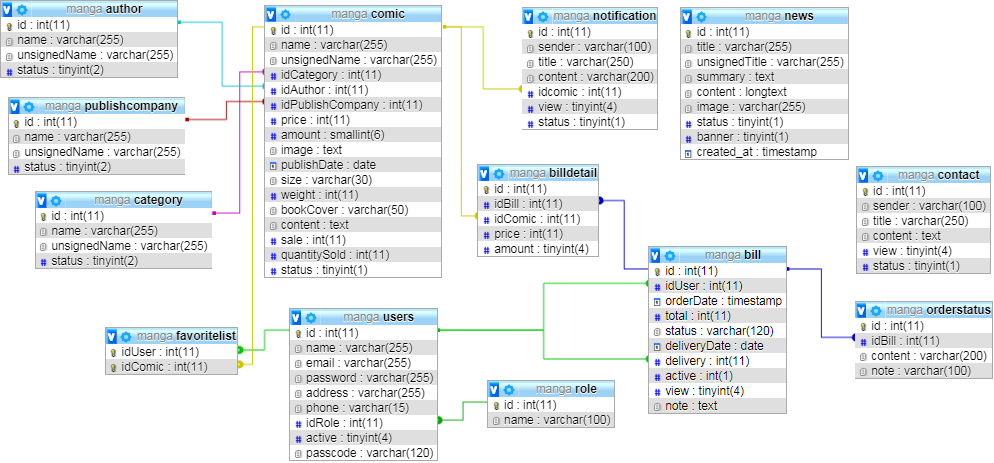 manga author
id : int(11)
name : varchar(255)
unsignedName : varchar(255)
status : tinyint(2)
manga publishcompany
id : int(11)
name : varchar(255)
unsignedName : varchar(255)
status : tinyint(2)
manga category
id : int(11)
name : varchar(255)
unsignedName : varchar(255)
status : tinyint(2)
manga favoritelist
idUser : int(11)
idComic : int(11)
manga comic
id : int(11)
name : varchar(255)
unsignedName : varchar(255)
idCategory : int(11)
idAuthor : int(11)
idPublishCompany : int(11)
price : int(11)
amount : smallint(6)
image : text
publishDate : date
size : varchar(30)
weight : int(11)
bookCover : varchar(50)
content : text
sale : int(11)
quantitySold : int(11)
status : tinyint(1)
manga users
id : int(11)
name : varchar(255)
email : varchar(255)
password : varchar(255)
address : varchar(255)
phone : varchar(15)
idRole : int(11)
active : tinyint(4)
passcode : varchar(120)
manga notification
id : int(11)
sender : varchar(100)
title : varchar(250)
content : varchar(200)
idcomic : int(11)
view : tinyint(4)
status : tinyint(1)
manga billdetail
id : int(11)
idBill : int(11)
idComic : int(11)
price : int(11)
amount : tinyint(4)
manga role
id : int(11)
name : varchar(100)
manga news
id : int(11)
title : varchar(255)
unsignedTitle : varchar(255)
summary : text
content : longtext
image : varchar(255)
status : tinyint(1)
banner : tinyint(1)
created_at : timestamp
manga bill
id : int(11)
idUser : int(11)
orderDate : timestamp
total : int(11)
status : varchar(120)
deliveryDate : date
delivery : int(11)
active : int(1)
view : tinyint(4)
note : text
manga contact
id : int(11)
sender : varchar(100)
title : varchar(250)
content : text
view : tinyint(4)
status : tinyint(1)
manga orderstatus
id : int(11)
idBill : int(11)
content : varchar(200)
note : varchar(100)